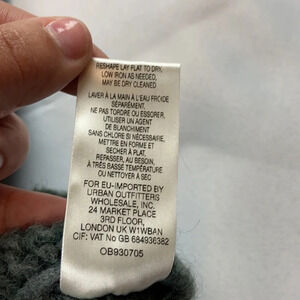 RESHAPE LAY FLAT TO DRY,
LOW IRON AS NEEDED,
MAY BE DRY CLEANED
LAVER À LA MAIN À L'EAU FROIDE
SÉPARÉMENT.
NE PAS TORDRE OU ESSORER,
UTILISER UN AGENT
DE BLANCHIMENT
SANS CHLORE SI NÉCESSAIRE,
METTRE EN FORME ET
SECHER À PLAT,
REPASSER, AU BESOIN,
À TRÈS BASSE TEMPÉRATURE
OU NETTOYER À SEC
FOR EU-IMPORTED BY
URBAN OUTFITTERS
WHOLESALE, INC.
24 MARKET PLACE
3RD FLOOR,
LONDON UK W1WBAN
CIF: VAT No GB 684936382
OB930705